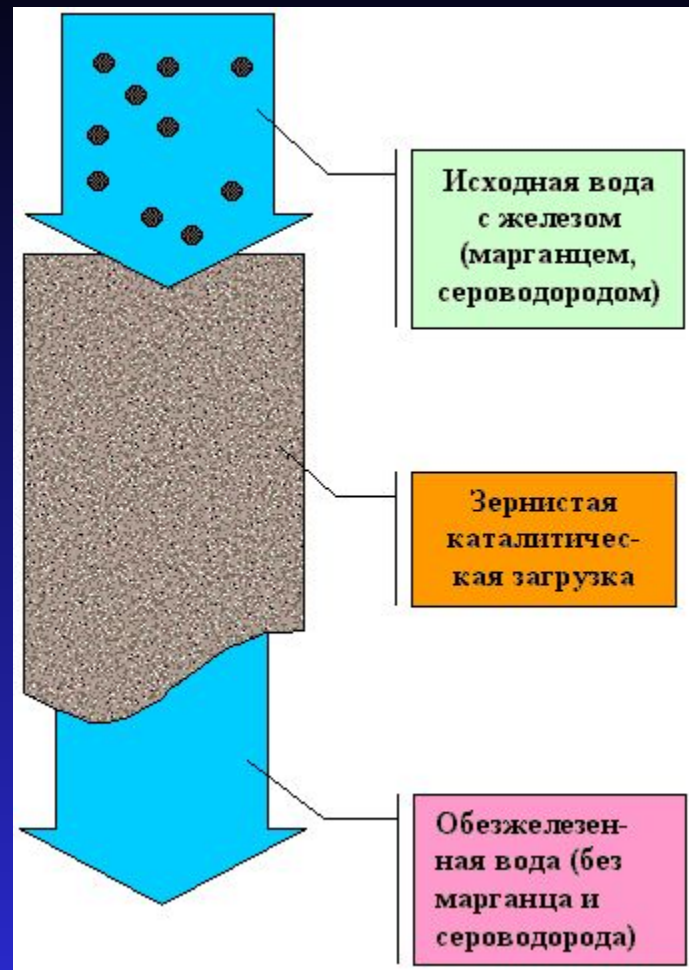 Исходная вода
с железом
(марганцем,
сероводородом)
Зернистая
каталитичес-
кая загрузка
Обезжелезен-
ная вода (без
марганца и
сероводорода)